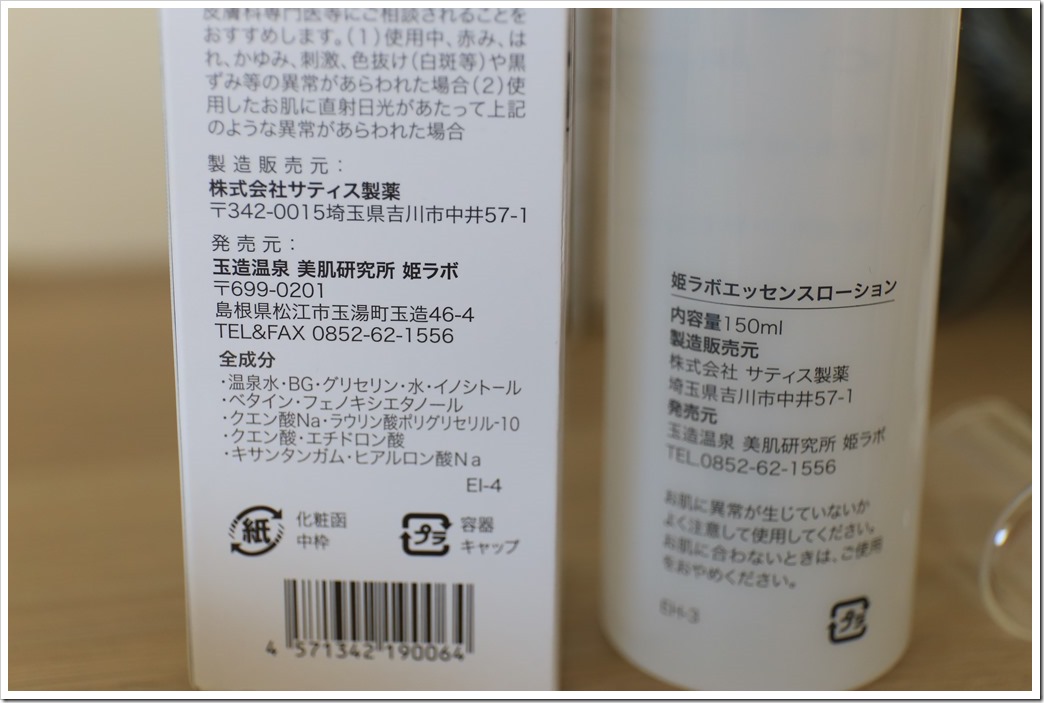 皮膚科専門医等にご相談されることを
おすすめします。（1）使用中、赤み、は
れ、かゆみ、刺激、色抜け（白斑等）や黒
ずみ等の異常があらわれた場合（2）使
用したお肌に直射日光があたって上記
のような異常があらわれた場合
製造販売元：
株式会社サティス製薬
〒342-0015埼玉県吉川市中井57-1
発売元：
玉造温泉 美肌研究所 姫ラボ
〒699-0201
島根県松江市玉湯町玉造46-4
TEL&FAX 0852-62-1556
全成分
・温泉水・BG・グリセリン・水・イノシトール
・ベタイン・フェノキシエタノール
・クエン酸Na・ラウリン酸ポリグリセリル-10
・クエン酸・エチドロン酸
・キサンタンガム・ヒアルロン酸Na
EI-4
紙
化粧函
中枠
プラ
容器
キャップ
4 571342 190064
姫ラボエッセンスローション
内容量150ml
製造販売元
株式会社 サティス製薬
埼玉県吉川市中井57-1
発売元
玉造温泉 美肌研究所 姫ラボ
TEL.0852-62-1556
お肌に異常が生じていないか
よく注意して使用してください。
お肌に合わないときは、ご使用
をおやめください。
EH-3
プラ